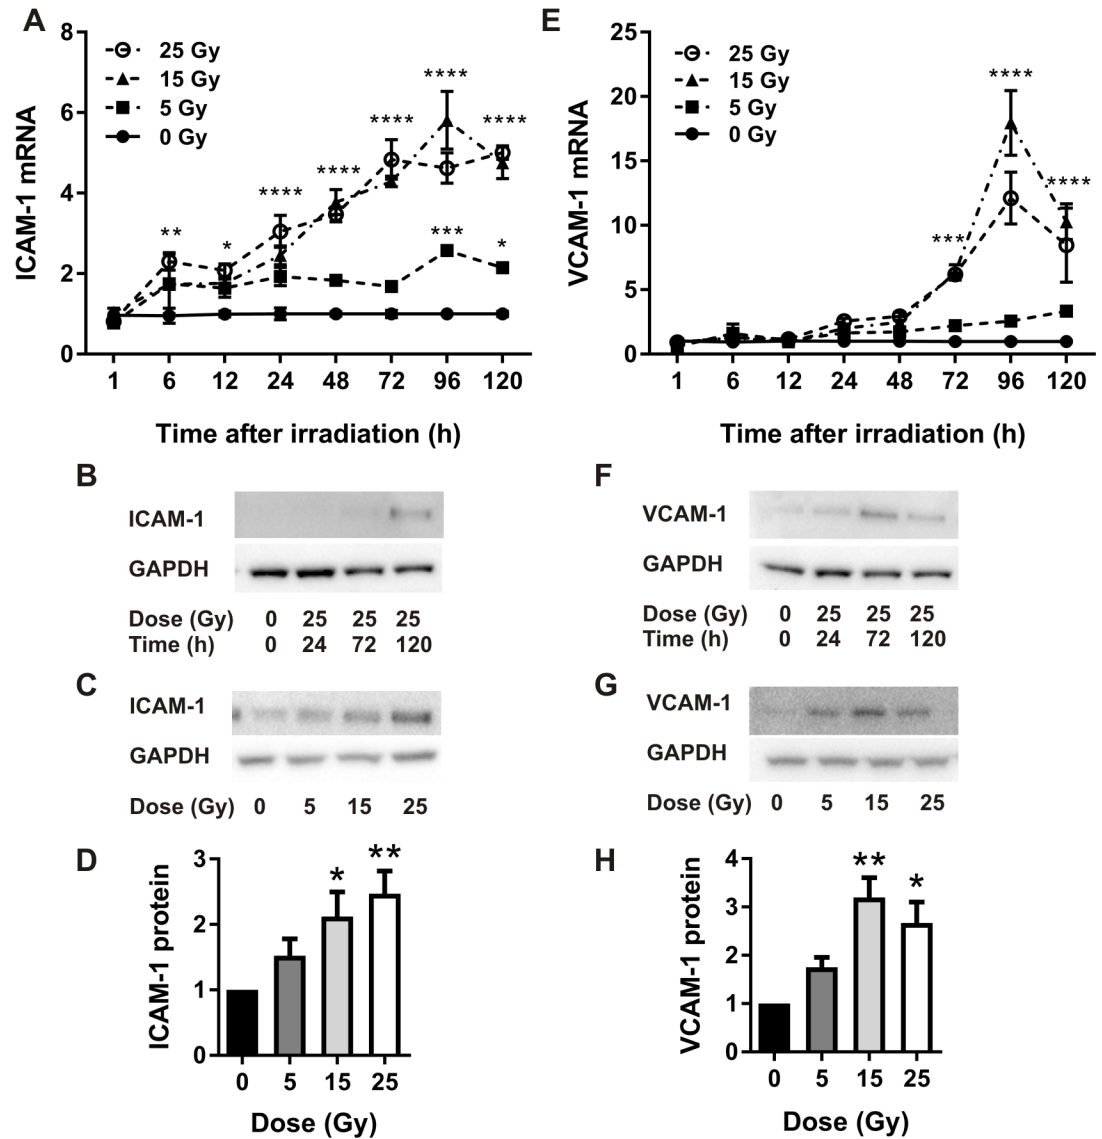 A
8
6
4
2
0
ICAM-1 mRNA
25 Gy
15 Gy
5 Gy
0 Gy
**
*
****
****
****
****
****
***
*
1 6 12 24 48 72 96 120
Time after irradiation (h)
E
25
20
15
10
5
0
VCAM-1 mRNA
25 Gy
15 Gy
5 Gy
0 Gy
***
****
****
1 6 12 24 48 72 96 120
Time after irradiation (h)
B
ICAM-1
GAPDH
Dose (Gy) 0 25 25 25
Time (h) 0 24 72 120
F
VCAM-1
GAPDH
Dose (Gy) 0 25 25 25
Time (h) 0 24 72 120
C
ICAM-1
GAPDH
Dose (Gy) 0 5 15 25
G
VCAM-1
GAPDH
Dose (Gy) 0 5 15 25
D
3
2
1
0
ICAM-1 protein
*
**
0 5 15 25
Dose (Gy)
H
4
3
2
1
0
VCAM-1 protein
**
*
0 5 15 25
Dose (Gy)